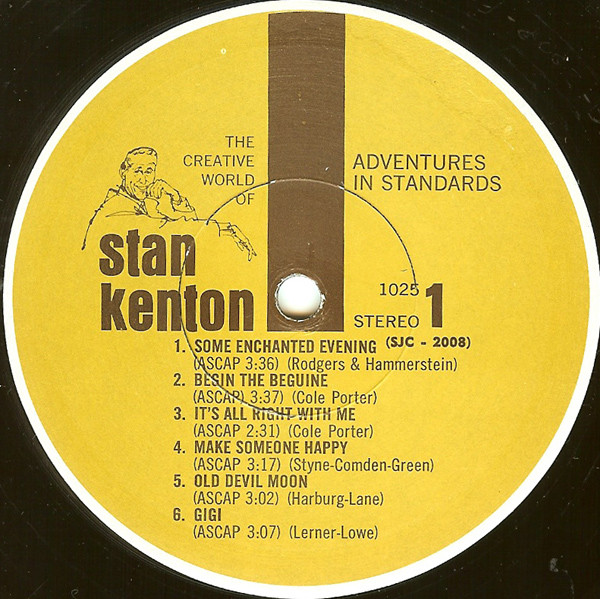 THE
CREATIVE
WORLD
OF
stan
kenton
ADVENTURES
IN STANDARDS
1025 1
STEREO
(SJC - 2008)
1. SOME ENCHANTED EVENING
(ASCAP 3:36) (Rodgers & Hammerstein)
2. BEGIN THE BEGUINE
(ASCAP) 3:37) (Cole Porter)
3. IT'S ALL RIGHT WITH ME
(ASCAP 2:31) (Cole Porter)
4. MAKE SOMEONE HAPPY
(ASCAP 3:17) (Styne-Comden-Green)
5. OLD DEVIL MOON
(ASCAP 3:02) (Harburg-Lane)
6. GIGI
(ASCAP 3:07) (Lerner-Lowe)